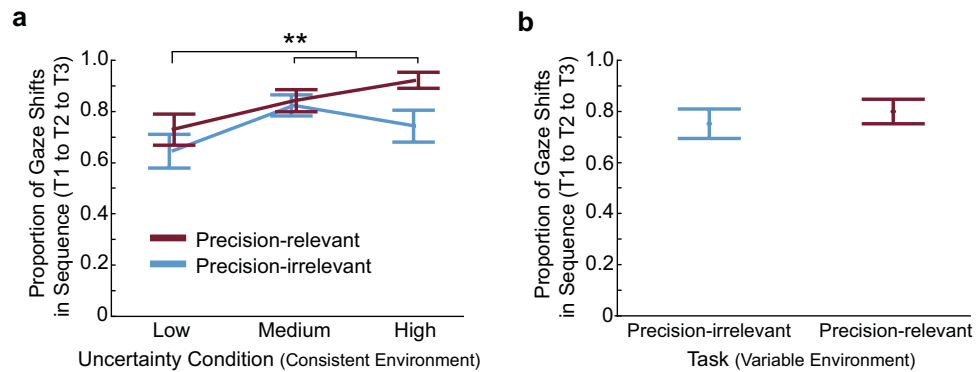 a
**
Proportion of Gaze Shifts
in Sequence (T1 to T2 to T3)
1.0
0.8
0.6
0.4
0.2
0
Precision-relevant
Precision-irrelevant
Low Medium High
Uncertainty Condition (Consistent Environment)
b
Proportion of Gaze Shifts
in Sequence (T1 to T2 to T3)
1.0
0.8
0.6
0.4
0.2
0
Precision-irrelevant Precision-relevant
Task (Variable Environment)